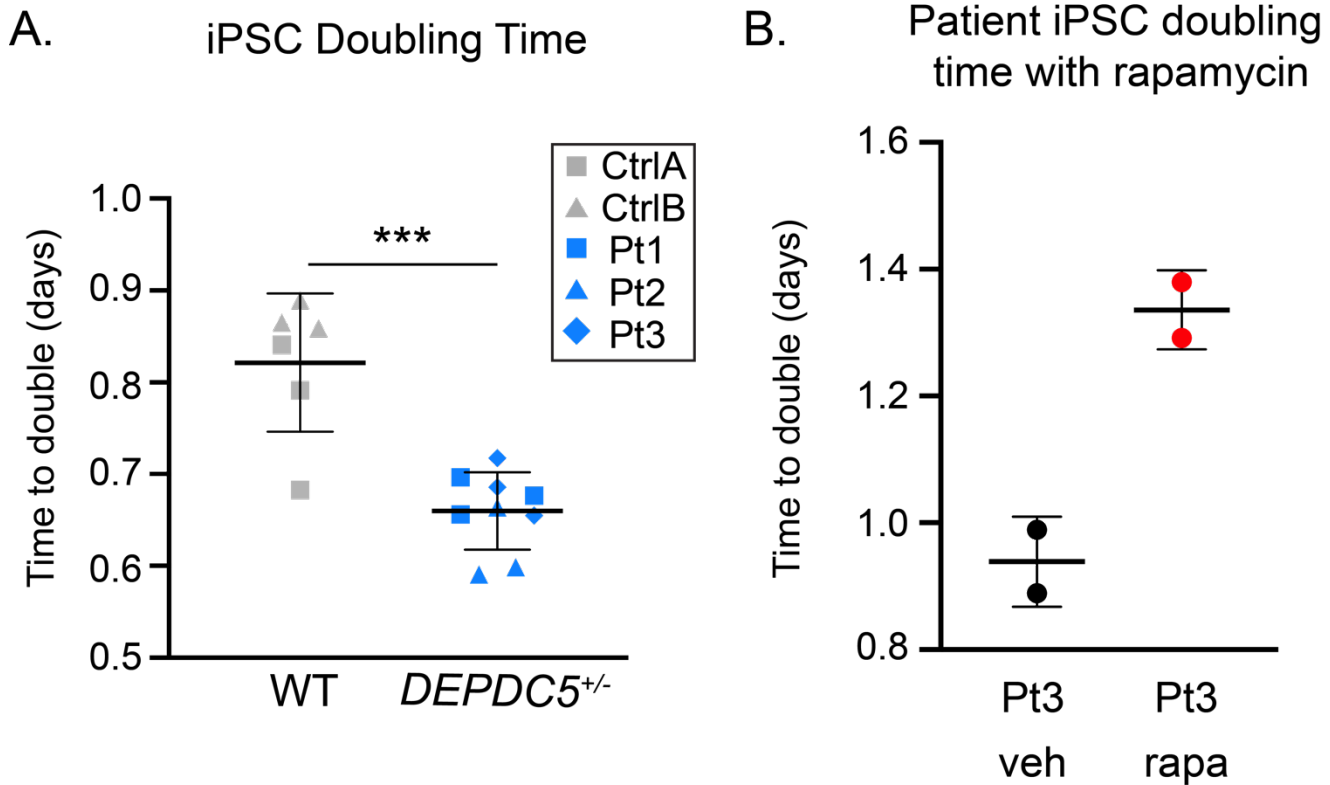 A.
iPSC Doubling Time
Time to double (days)
1.0
0.9
0.8
0.7
0.6
0.5
***
CtrlA
CtrlB
Pt1
Pt2
Pt3
WT
DEPDC5+/-
B.
Patient iPSC doubling
time with rapamycin
Time to double (days)
1.6
1.4
1.2
1.0
0.8
Pt3
veh
Pt3
rapa